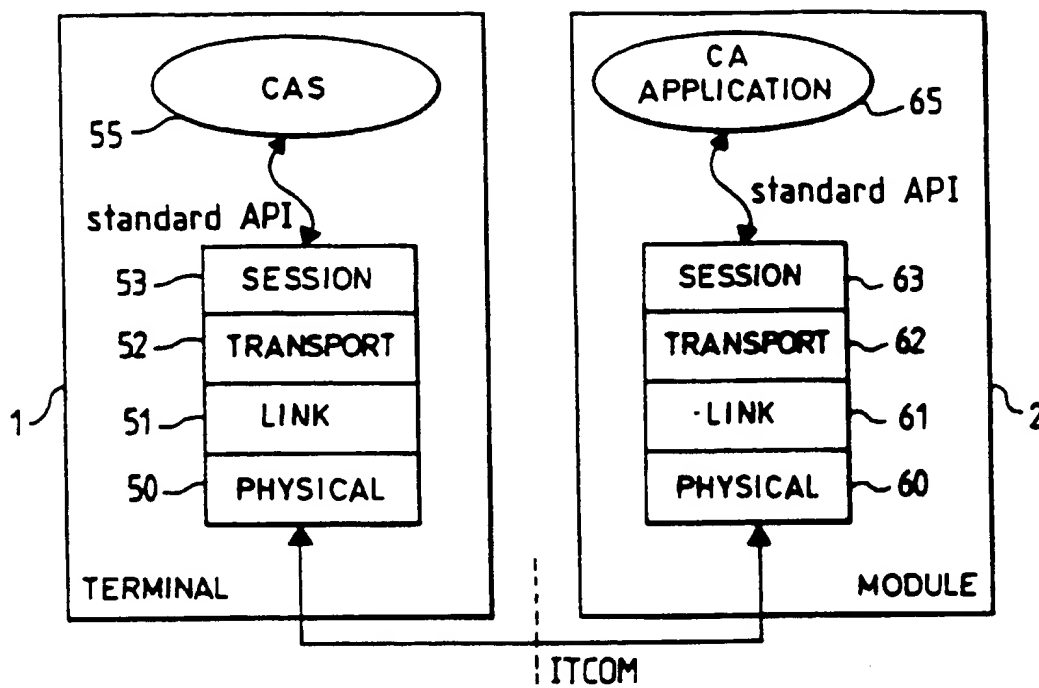 CAS
55
standard API
53
SESSION
52
TRANSPORT
1
51
LINK
50
PHYSICAL
TERMINAL
CA
APPLICATION
65
standard API
SESSION
63
TRANSPORT
62
2
LINK
61
PHYSICAL
60
MODULE
ITCOM